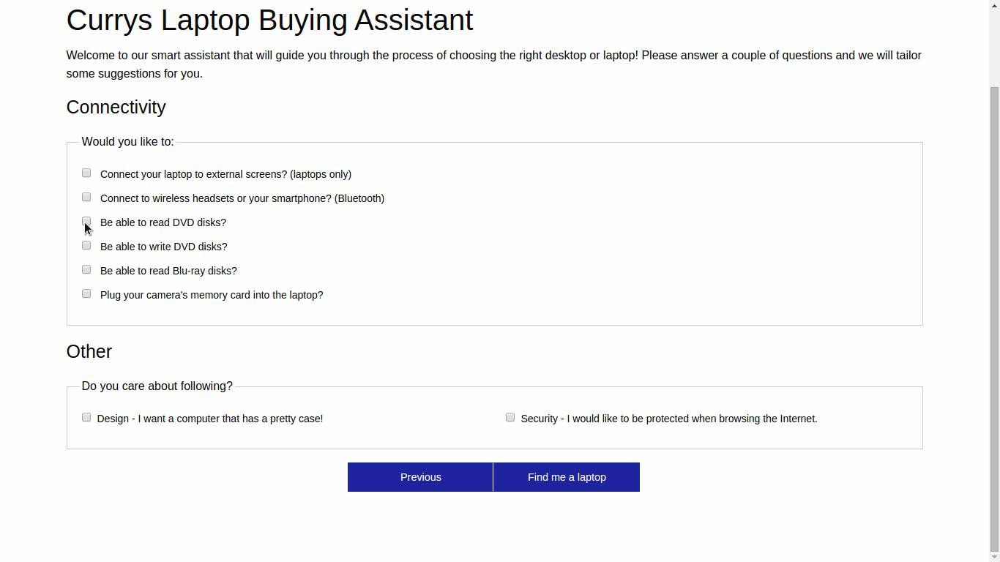 Currys Laptop Buying Assistant
Welcome to our smart assistant that will guide you through the process of choosing the right desktop or laptop! Please answer a couple of questions and we will tailor
some suggestions for you.
Connectivity
Would you like to:
Connect your laptop to external screens? (laptops only)
Connect to wireless headsets or your smartphone? (Bluetooth)
Be able to read DVD disks?
Be able to write DVD disks?
Be able to read Blu-ray disks?
Plug your camera's memory card into the laptop?
Other
Do you care about following?
Design - I want a computer that has a pretty case!
Security - I would like to be protected when browsing the Internet.
Previous
Find me a laptop